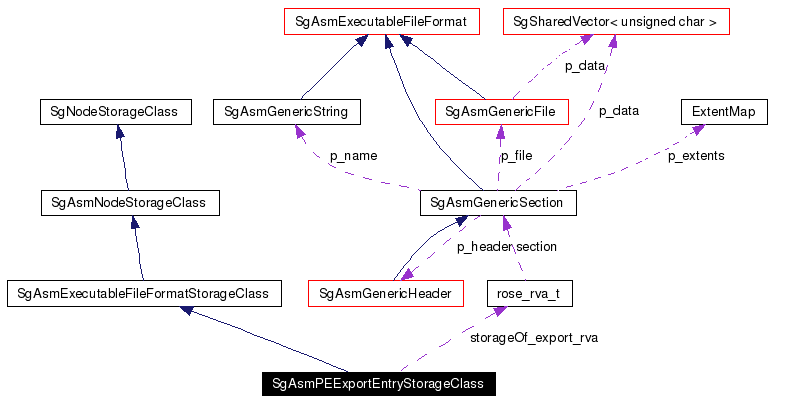 SgAsmExecutableFileFormat
SgSharedVector< unsigned char >
p_data
SgNodeStorageClass
SgAsmGenericString
SgAsmGenericFile
p_data
ExtentMap
p_name
p_file
p_extents
SgAsmNodeStorageClass
SgAsmGenericSection
p_header
section
SgAsmExecutableFileFormatStorageClass
SgAsmGenericHeader
rose_rva_t
storageOf_export_rva
SgAsmPEExportEntryStorageClass